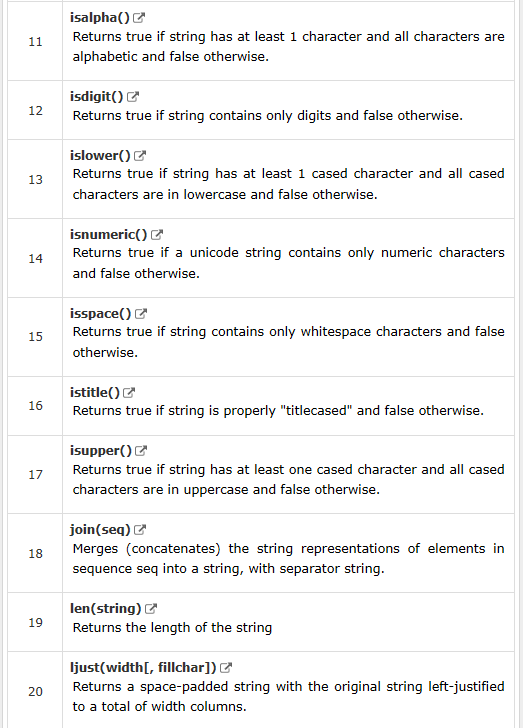 11
isalpha()
Returns true if string has at least 1 character and all characters are
alphabetic and false otherwise.
12
isdigit()
Returns true if string contains only digits and false otherwise.
13
islower()
Returns true if string has at least 1 cased character and all cased
characters are in lowercase and false otherwise.
14
isnumeric()
Returns true if a unicode string contains only numeric characters
and false otherwise.
15
isspace()
Returns true if string contains only whitespace characters and false
otherwise.
16
istitle()
Returns true if string is properly "titlecased" and false otherwise.
17
isupper()
Returns true if string has at least one cased character and all cased
characters are in uppercase and false otherwise.
18
join(seq)
Merges (concatenates) the string representations of elements in
sequence seq into a string, with separator string.
19
len(string)
Returns the length of the string
20
ljust(width[, fillchar])
Returns a space-padded string with the original string left-justified
to a total of width columns.